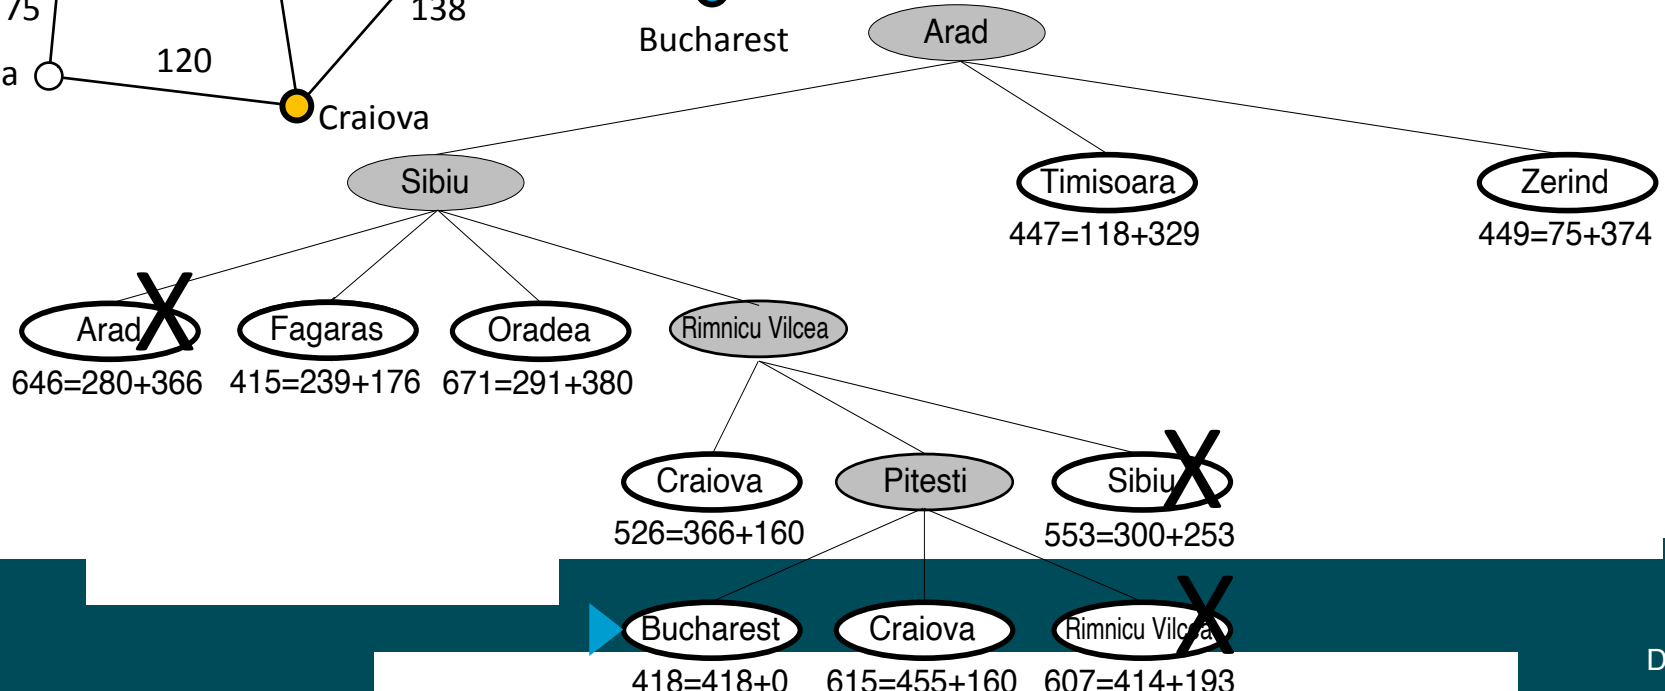 75
138
Bucharest
Arad
a
120
Craiova
Sibiu
Timisoara
Zerind
447=118+329
449=75+374
Arad X
Fagaras
Oradea
Rimnicu Vilcea
646=280+366
415=239+176
671=291+380
Craiova
Pitesti
Sibiu X
526=366+160
553=300+253
Bucharest
Craiova
Rimnicu Vilcea X
D
418=418+0
615=455+160
607=414+193